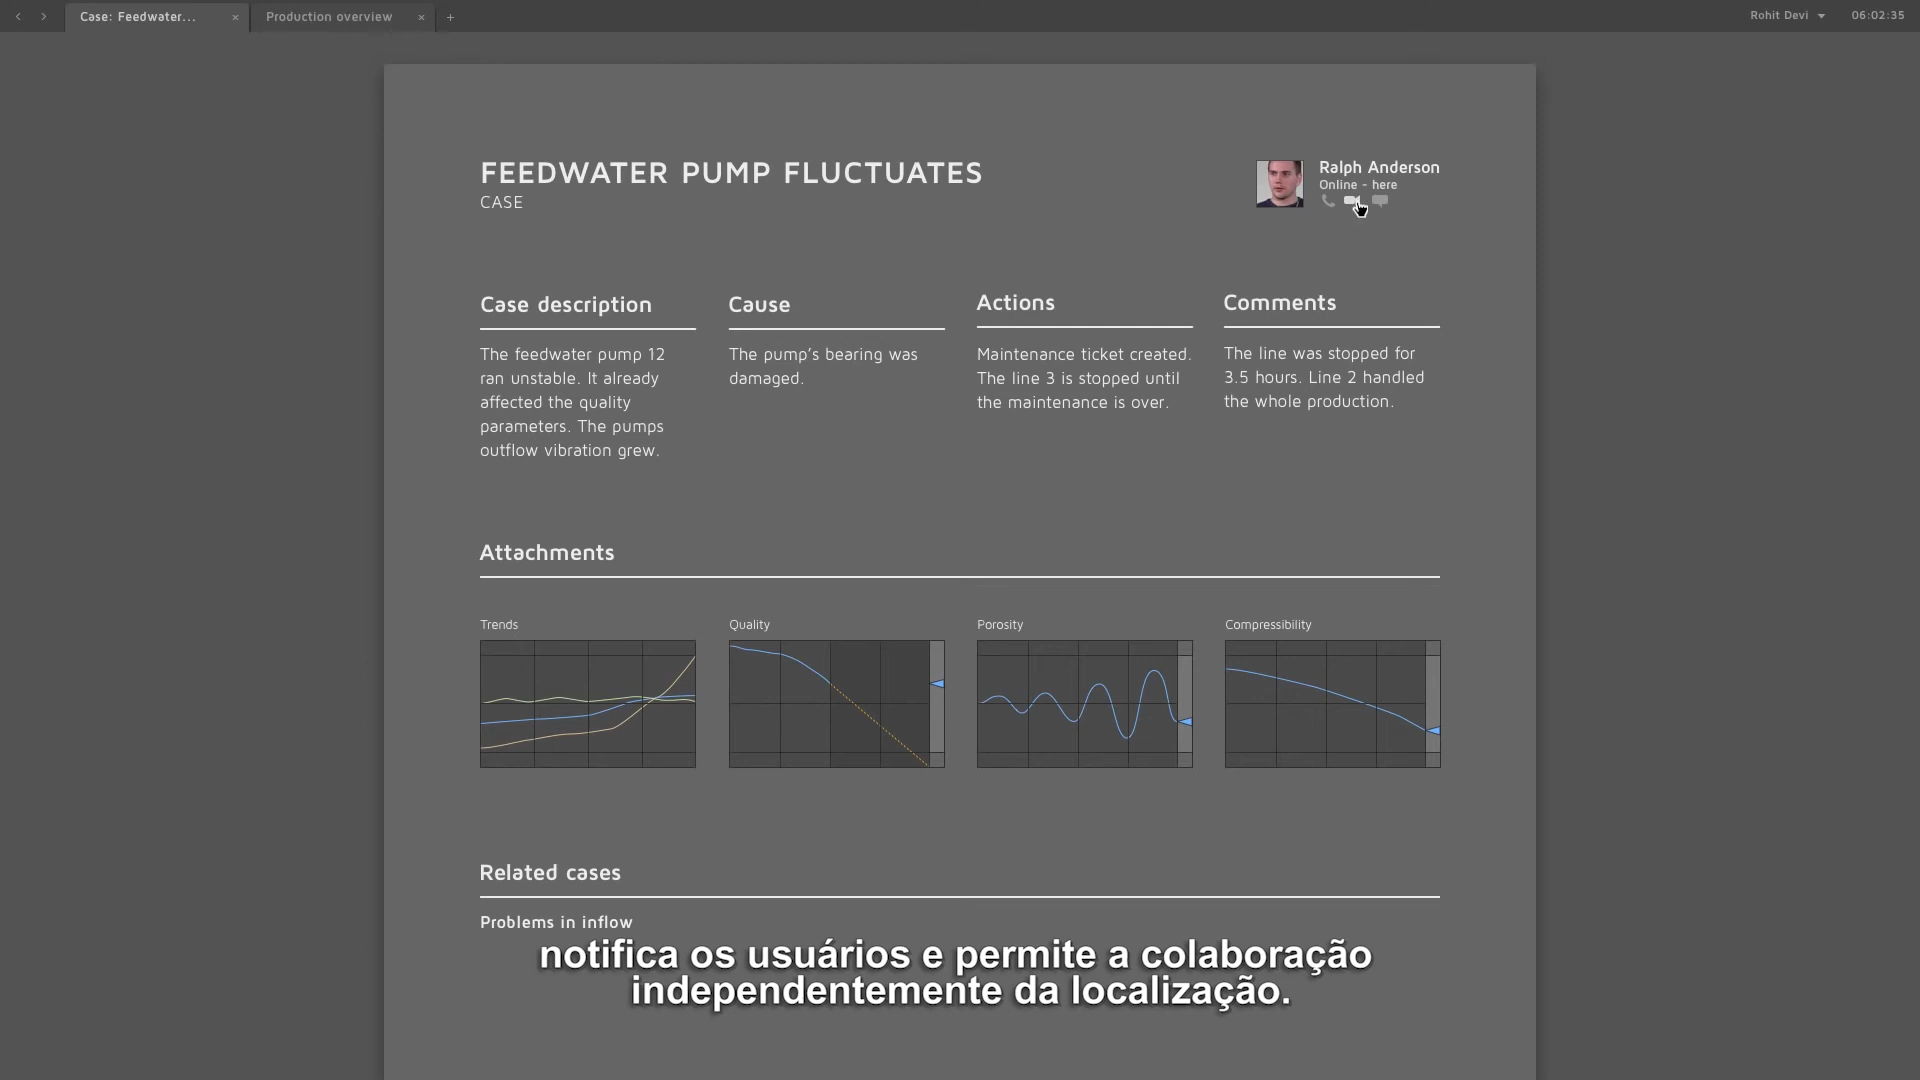 Case: Feedwater...
Production overview
Rohit Devi
06:02:35
FEEDWATER PUMP FLUCTUATES
CASE
Ralph Anderson
Online - here
Case description
The feedwater pump 12
ran unstable. It already
affected the quality
parameters. The pumps
outflow vibration grew.
Cause
The pump's bearing was
damaged.
Actions
Maintenance ticket created.
The line 3 is stopped until
the maintenance is over.
Comments
The line was stopped for
3.5 hours. Line 2 handled
the whole production.
Attachments
Trends
Quality
Porosity
Compressibility
Related cases
Problems in inflow
notifica os usuários e permite a colaboração
independentemente da localização.